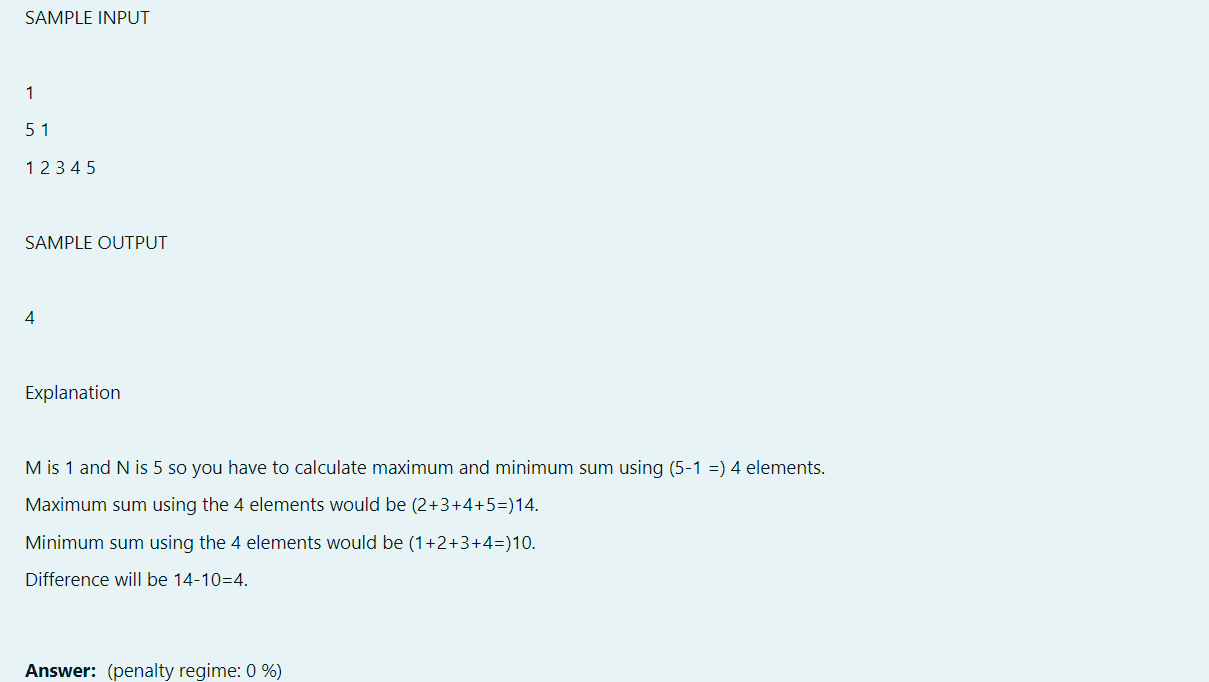 SAMPLE INPUT
1
5 1
1 2 3 4 5
SAMPLE OUTPUT
4
Explanation
M is 1 and N is 5 so you have to calculate maximum and minimum sum using (5-1 =) 4 elements.
Maximum sum using the 4 elements would be (2+3+4+5=)14.
Minimum sum using the 4 elements would be (1+2+3+4=)10.
Difference will be 14-10=4.
Answer: (penalty regime: 0 %)